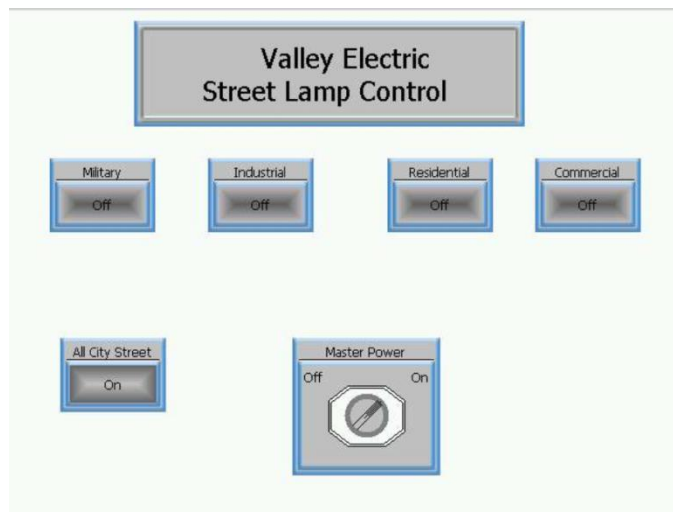 Valley Electric
Street Lamp Control
Military
Industrial
Residential
Commercial
Off
Off
Off
Off
All City Street
On
Master Power
Off
On